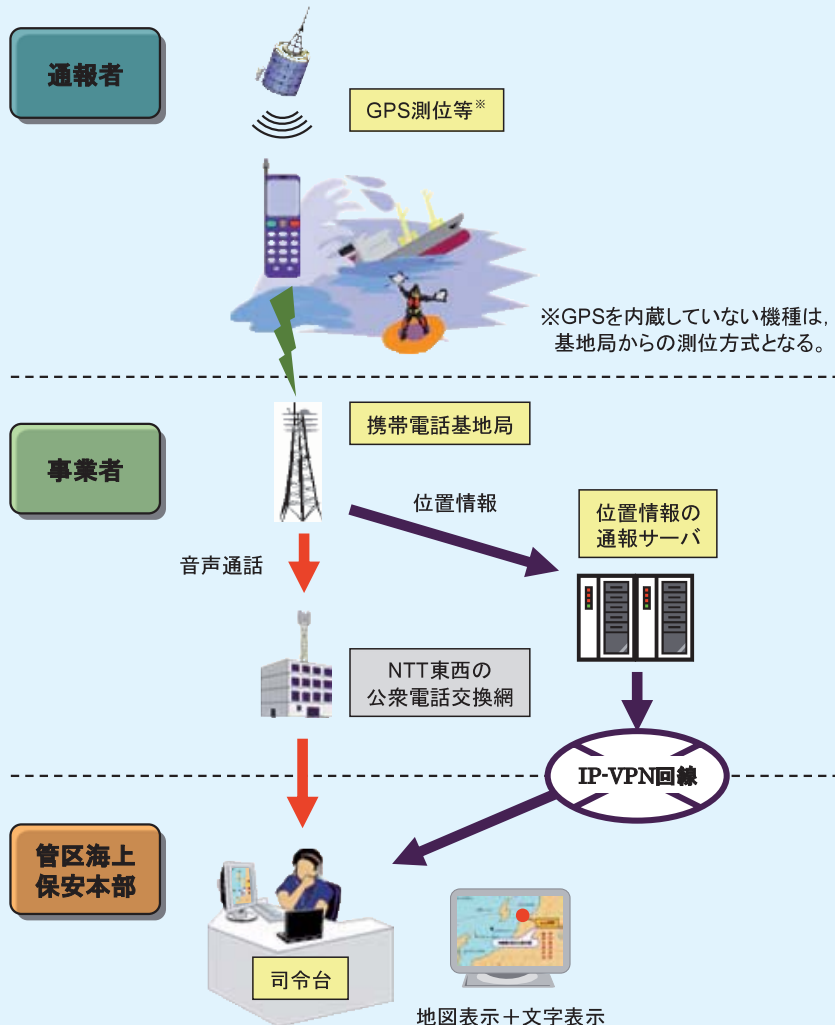 通報者
GPS測位等※
※GPSを内蔵していない機種は，
基地局からの測位方式となる。
事業者
携帯電話基地局
位置情報
位置情報の
通報サーバ
音声通話
NTT東西の
公衆電話交換網
IP-VPN回線
管区海上
保安本部
司令台
地図表示＋文字表示